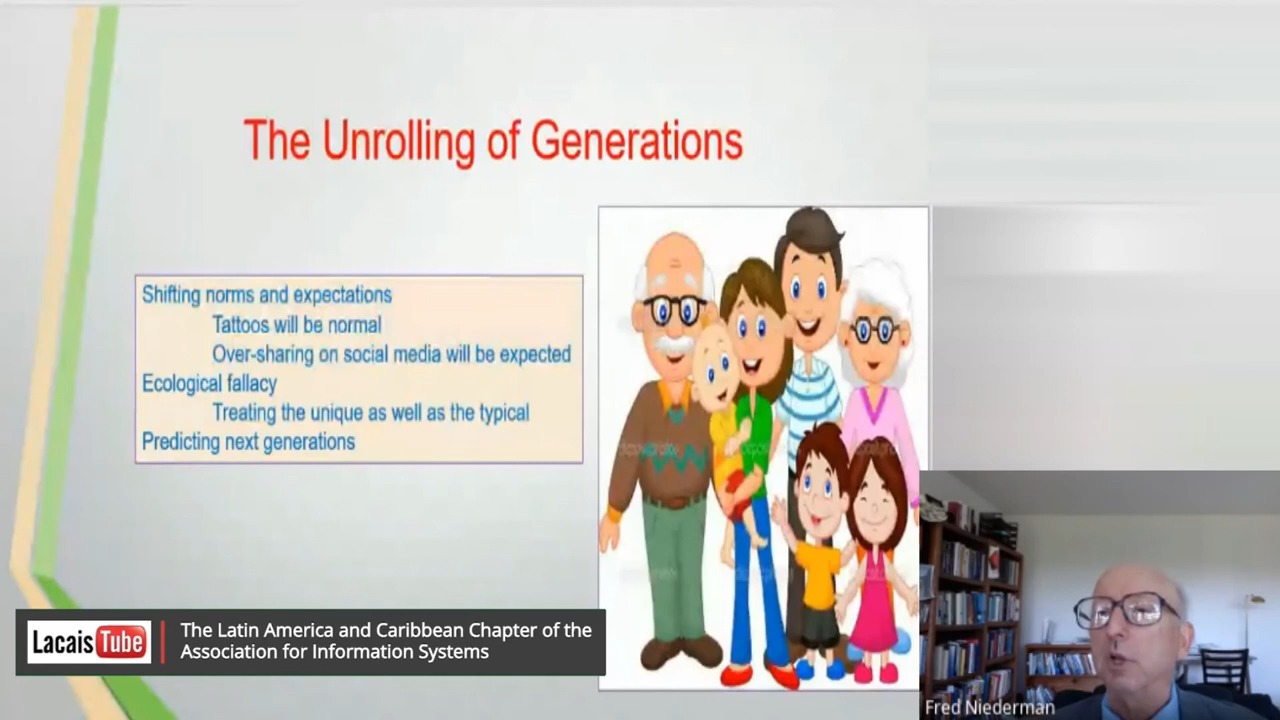 The Unrolling of Generations
Shifting norms and expectations
Tattoos will be normal
Over-sharing on social media will be expected
Ecological fallacy
Treating the unique as well as the typical
Predicting next generations
LacaisTube
The Latin America and Caribbean Chapter of the
Association for Information Systems
Fred Niederman